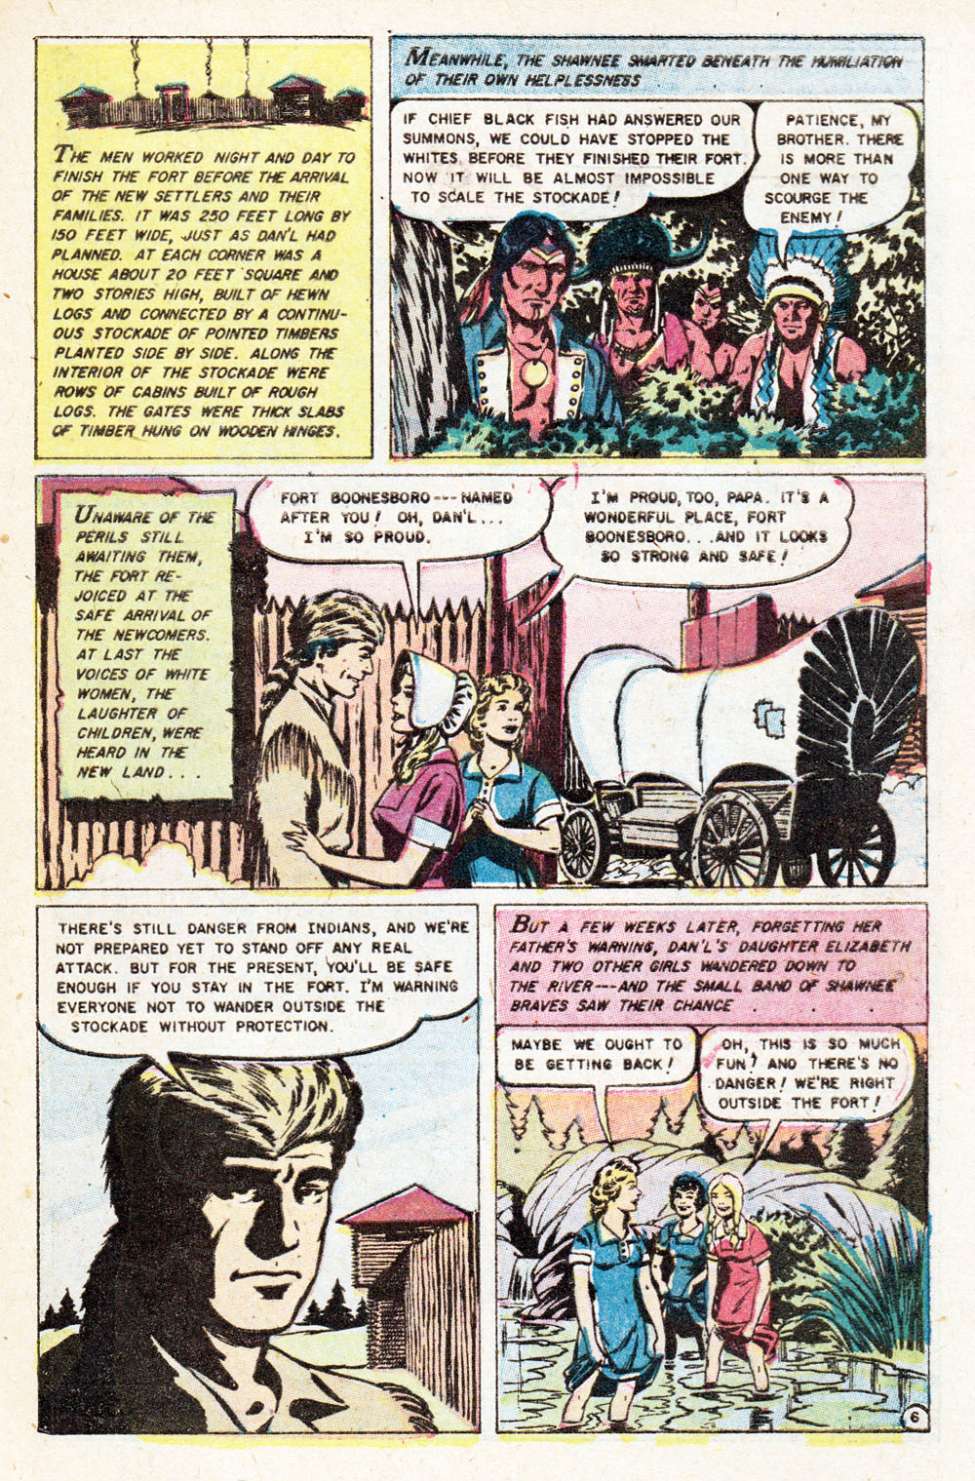 THE MEN WORKED NIGHT AND DAY TO
FINISH THE FORT BEFORE THE ARRIVAL
OF THE NEW SETTLERS AND THEIR
FAMILIES. IT WAS 250 FEET LONG BY
150 FEET WIDE, JUST AS DAN'L HAD
PLANNED. AT EACH CORNER WAS A
HOUSE ABOUT 20 FEET SQUARE AND
TWO STORIES HIGH, BUILT OF HEWN
LOGS AND CONNECTED BY A CONTINU-
OUS STOCKADE OF POINTED TIMBERS
PLANTED SIDE BY SIDE. ALONG THE
INTERIOR OF THE STOCKADE WERE
ROWS OF CABINS BUILT OF ROUGH
LOGS. THE GATES WERE THICK SLABS
OF TIMBER HUNG ON WOODEN HINGES.
MEANWHILE, THE SHAWNEE SMARTED BENEATH THE HUMILIATION
OF THEIR OWN HELPLESSNESS
IF CHIEF BLACK FISH HAD ANSWERED OUR
SUMMONS, WE COULD HAVE STOPPED THE
WHITES BEFORE THEY FINISHED THEIR FORT.
NOW IT WILL BE ALMOST IMPOSSIBLE
TO SCALE THE STOCKADE!
PATIENCE, MY
BROTHER. THERE
IS MORE THAN
ONE WAY TO
SCOURGE THE
ENEMY!
UNAWARE OF THE
PERILS STILL
AWAITING THEM,
THE FORT RE-
JOICED AT THE
SAFE ARRIVAL OF
THE NEWCOMERS.
AT LAST THE
VOICES OF WHITE
WOMEN, THE
LAUGHTER OF
CHILDREN, WERE
HEARD IN THE
NEW LAND...
FORT BOONESBORO---NAMED
AFTER YOU! OH, DAN'L...
I'M SO PROUD.
I'M PROUD, TOO, PAPA. IT'S A
WONDERFUL PLACE, FORT
BOONESBORO...AND IT LOOKS
SO STRONG AND SAFE!
THERE'S STILL DANGER FROM INDIANS, AND WE'RE
NOT PREPARED YET TO STAND OFF ANY REAL
ATTACK. BUT FOR THE PRESENT, YOU'LL BE SAFE
ENOUGH IF YOU STAY IN THE FORT. I'M WARNING
EVERYONE NOT TO WANDER OUTSIDE THE
STOCKADE WITHOUT PROTECTION.
BUT A FEW WEEKS LATER, FORGETTING HER
FATHER'S WARNING, DAN'L'S DAUGHTER ELIZABETH
AND TWO OTHER GIRLS WANDERED DOWN TO
THE RIVER---AND THE SMALL BAND OF SHAWNEE
BRAVES SAW THEIR CHANCE . . .
MAYBE WE OUGHT TO
BE GETTING BACK!
OH, THIS IS SO MUCH
FUN! AND THERE'S NO
DANGER! WE'RE RIGHT
OUTSIDE THE FORT!
6